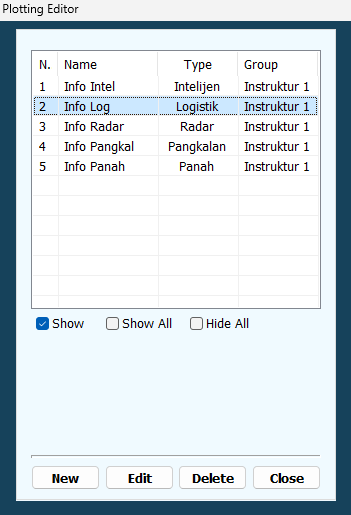 Plotting Editor
N. Name Type Group
1 Info Intel Intelijen Instruktur 1
2 Info Log Logistik Instruktur 1
3 Info Radar Radar Instruktur 1
4 Info Pangkal Pangkalan Instruktur 1
5 Info Panah Panah Instruktur 1
Show Show All Hide All
New Edit Delete Close